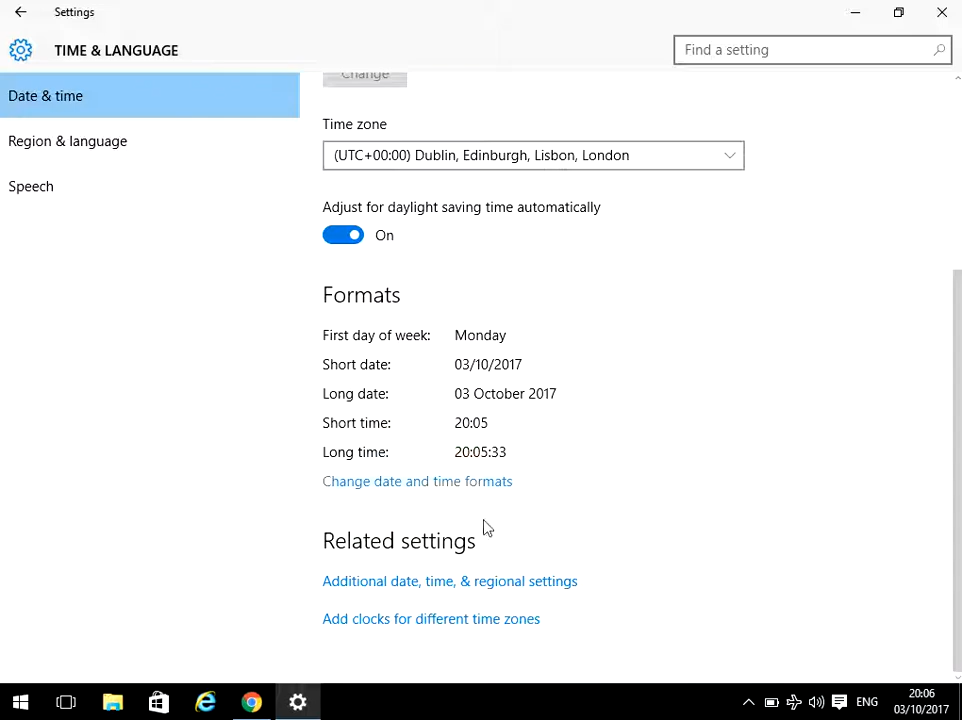 Settings
TIME & LANGUAGE
Find a setting
Date & time
Region & language
Speech
Change
Time zone
(UTC+00:00) Dublin, Edinburgh, Lisbon, London
Adjust for daylight saving time automatically
On
Formats
First day of week: Monday
Short date: 03/10/2017
Long date: 03 October 2017
Short time: 20:05
Long time: 20:05:33
Change date and time formats
Related settings
Additional date, time, & regional settings
Add clocks for different time zones
ENG
20:06
03/10/2017